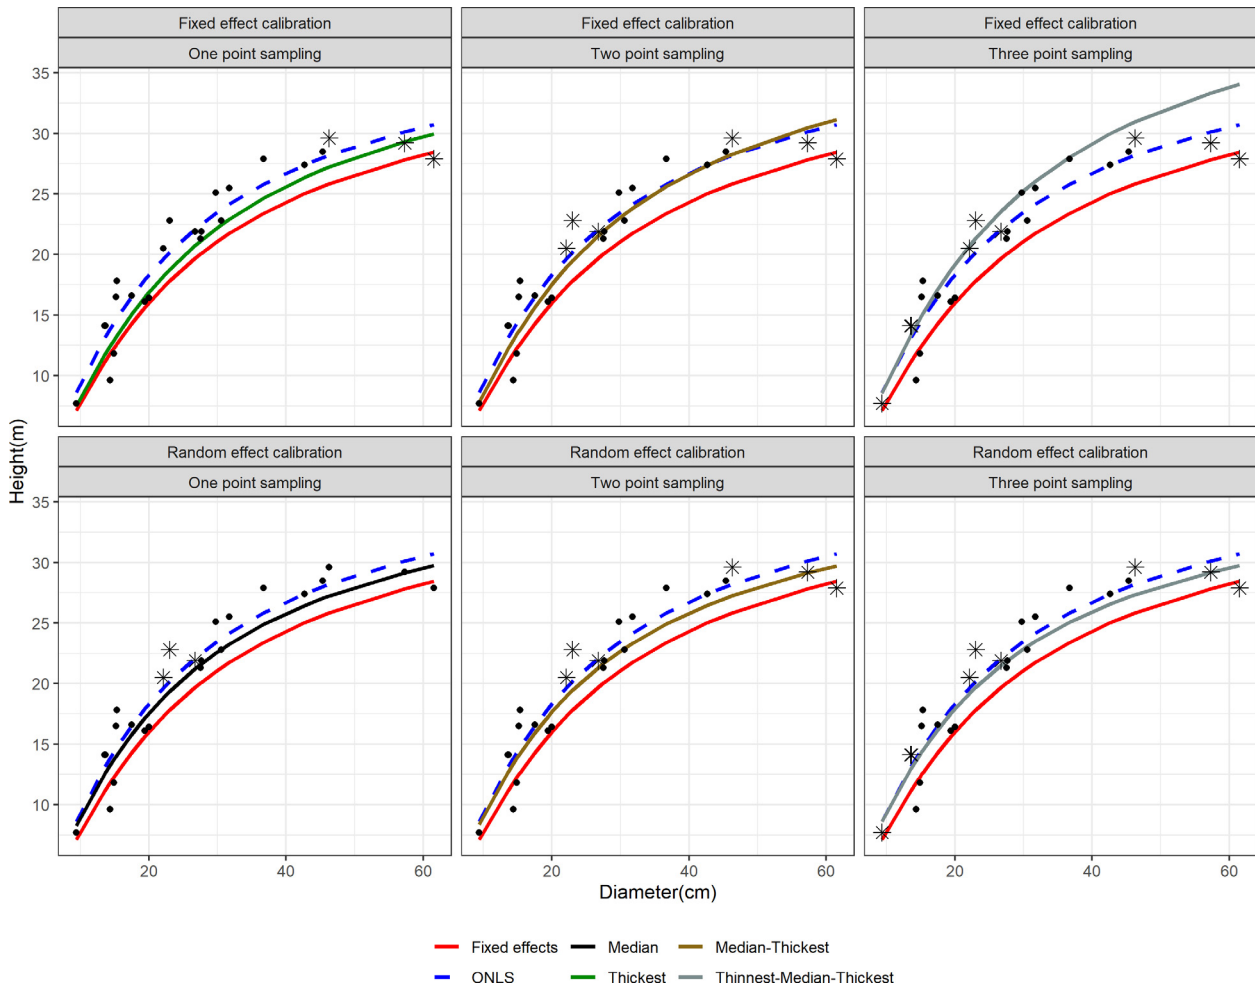 Fixed effect calibration
Fixed effect calibration
Fixed effect calibration
One point sampling
Two point sampling
Three point sampling
35
30
25
20
15
10
Height(m)
Random effect calibration
Random effect calibration
Random effect calibration
One point sampling
Two point sampling
Three point sampling
35
30
25
20
15
10
20 40 60
20 40 60
20 40 60
Diameter(cm)
Fixed effects Median Median-Thickest
ONLS Thickest Thinnest-Median-Thickest